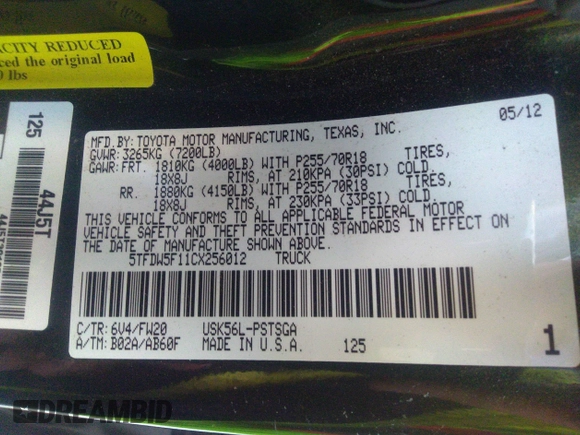 ACITY REDUCED
ced the original load
lbs
125
44J5T
05/12
MFD.BY: TOYOTA MOTOR MANUFACTURING, TEXAS, INC.
GVWR: 3265KG (7200LB)
GAWR: FRT. 1810KG (4000LB) WITH P255/70R18 TIRES,
18X8J RIMS, AT 210KPA (30PSI) COLD.
RR. 1880KG (4150LB) WITH P255/70R18 TIRES,
18X8J RIMS, AT 230KPA (33PSI) COLD.
THIS VEHICLE CONFORMS TO ALL APPLICABLE FEDERAL MOTOR
VEHICLE SAFETY AND THEFT PREVENTION STANDARDS IN EFFECT ON
THE DATE OF MANUFACTURE SHOWN ABOVE.
5TFDW5F11CX256012 TRUCK
C/TR: 6V4/FW20 USK56L-PSTSGA
A/TM: B02A/AB60F MADE IN U.S.A. 125
1
DREAMBID